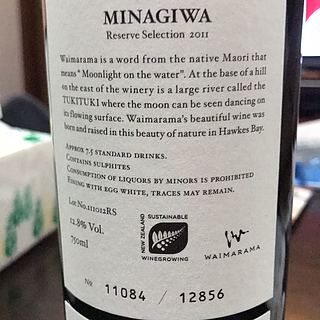 MINAGIWA
Reserve Selection 2011
Waimarama is a word from the native Maori that
means " Moonlight on the water". At the base of a hill
on the east of the winery is a large river called the
TUKITUKI where the moon can be seen dancing on
its flowing surface. Waimarama's beautiful wine was
born and raised in this beauty of nature in Hawkes Bay.
Approx 7.5 standard drinks.
Contains sulphites
Consumption of liquors by minors is prohibited
Fining with egg white, traces may remain.
Lot No.111012RS
12.8% Vol.
750ml
NEW ZEALAND
SUSTAINABLE
WINEGROWING
WAIMARAMA
No 11084 / 12856